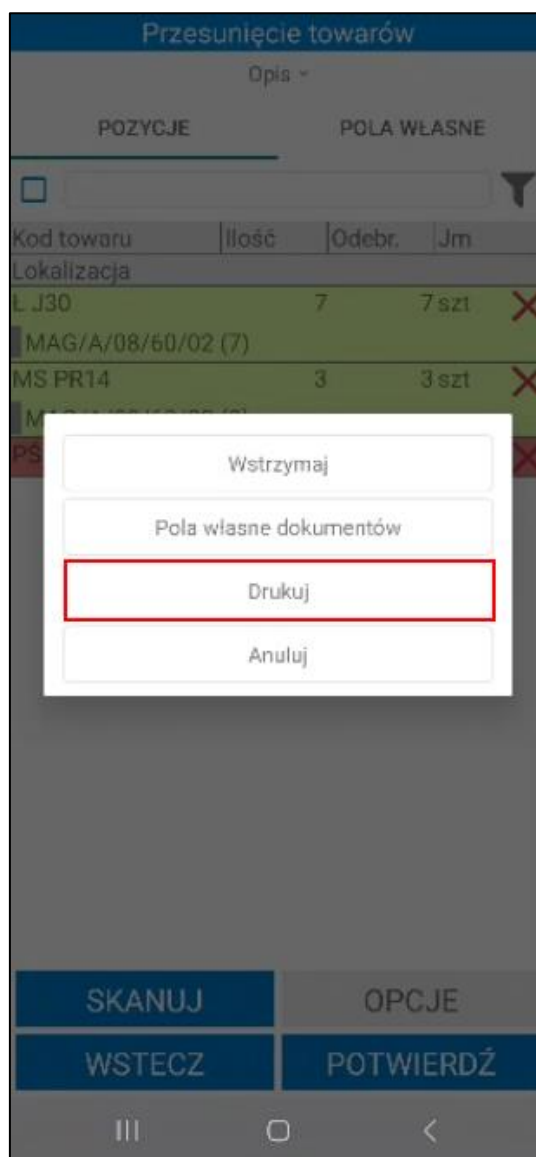 Przesunięcie towarów
Opis
POZYCJE POLA WŁASNE
Kod towaru Ilość Odebr. Jm
Lokalizacja
Ł J30 7 7 szt
MAG/A/08/60/02 (7)
MS PR14 3 3 szt
PŚ
Wstrzymaj
Pola własne dokumentów
Drukuj
Anuluj
SKANUJ OPCJE
WSTECZ POTWIERDŹ